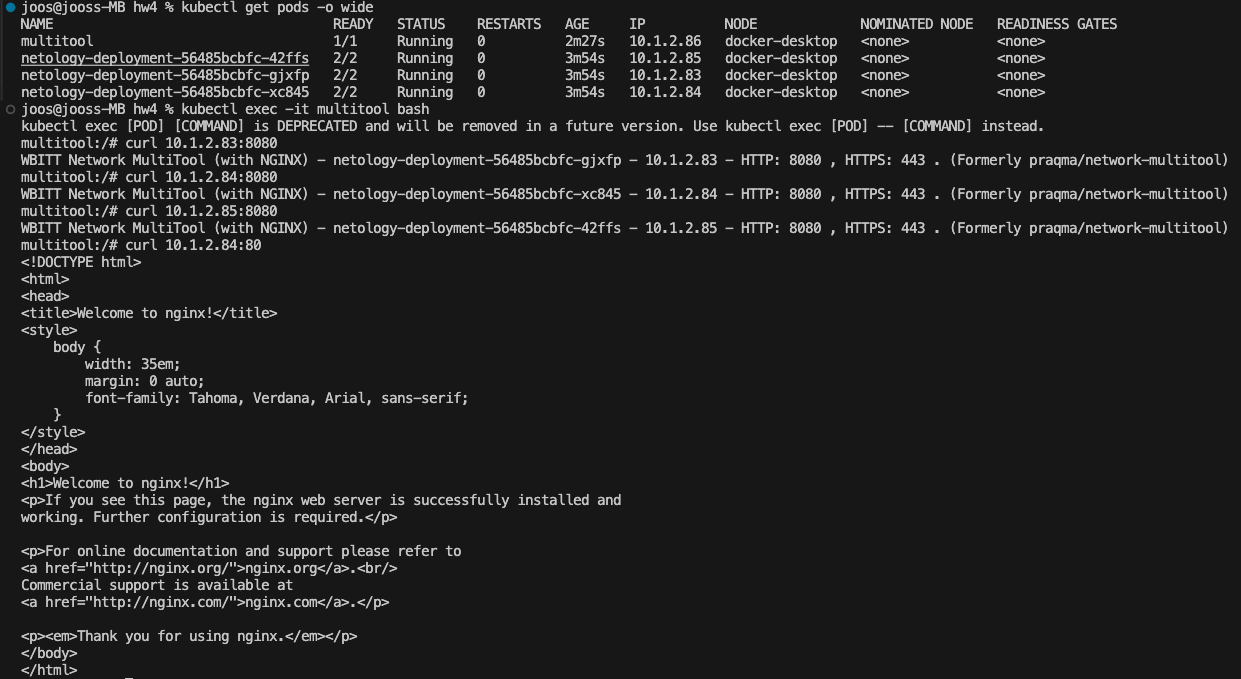 joos@jooss-MB hw4 % kubectl get pods -o wide
NAME                                   READY   STATUS    RESTARTS   AGE     IP          NODE             NOMINATED NODE   READINESS GATES
multitool                              1/1     Running   0          2m27s   10.1.2.86   docker-desktop   <none>           <none>
netology-deployment-56485bcbfc-42ffs   2/2     Running   0          3m54s   10.1.2.85   docker-desktop   <none>           <none>
netology-deployment-56485bcbfc-gjxfp   2/2     Running   0          3m54s   10.1.2.83   docker-desktop   <none>           <none>
netology-deployment-56485bcbfc-xc845   2/2     Running   0          3m54s   10.1.2.84   docker-desktop   <none>           <none>
joos@jooss-MB hw4 % kubectl exec -it multitool bash
kubectl exec [POD] [COMMAND] is DEPRECATED and will be removed in a future version. Use kubectl exec [POD] -- [COMMAND] instead.
multitool:/# curl 10.1.2.83:8080
WBITT Network MultiTool (with NGINX) - netology-deployment-56485bcbfc-gjxfp - 10.1.2.83 - HTTP: 8080 , HTTPS: 443 . (Formerly praqma/network-multitool)
multitool:/# curl 10.1.2.84:8080
WBITT Network MultiTool (with NGINX) - netology-deployment-56485bcbfc-xc845 - 10.1.2.84 - HTTP: 8080 , HTTPS: 443 . (Formerly praqma/network-multitool)
multitool:/# curl 10.1.2.85:8080
WBITT Network MultiTool (with NGINX) - netology-deployment-56485bcbfc-42ffs - 10.1.2.85 - HTTP: 8080 , HTTPS: 443 . (Formerly praqma/network-multitool)
multitool:/# curl 10.1.2.84:80
<!DOCTYPE html>
<html>
<head>
<title>Welcome to nginx!</title>
<style>
    body {
        width: 35em;
        margin: 0 auto;
        font-family: Tahoma, Verdana, Arial, sans-serif;
    }
</style>
</head>
<body>
<h1>Welcome to nginx!</h1>
<p>If you see this page, the nginx web server is successfully installed and
working. Further configuration is required.</p>

<p>For online documentation and support please refer to
<a href="http://nginx.org/">nginx.org</a>.<br/>
Commercial support is available at
<a href="http://nginx.com/">nginx.com</a>.</p>

<p><em>Thank you for using nginx.</em></p>
</body>
</html>